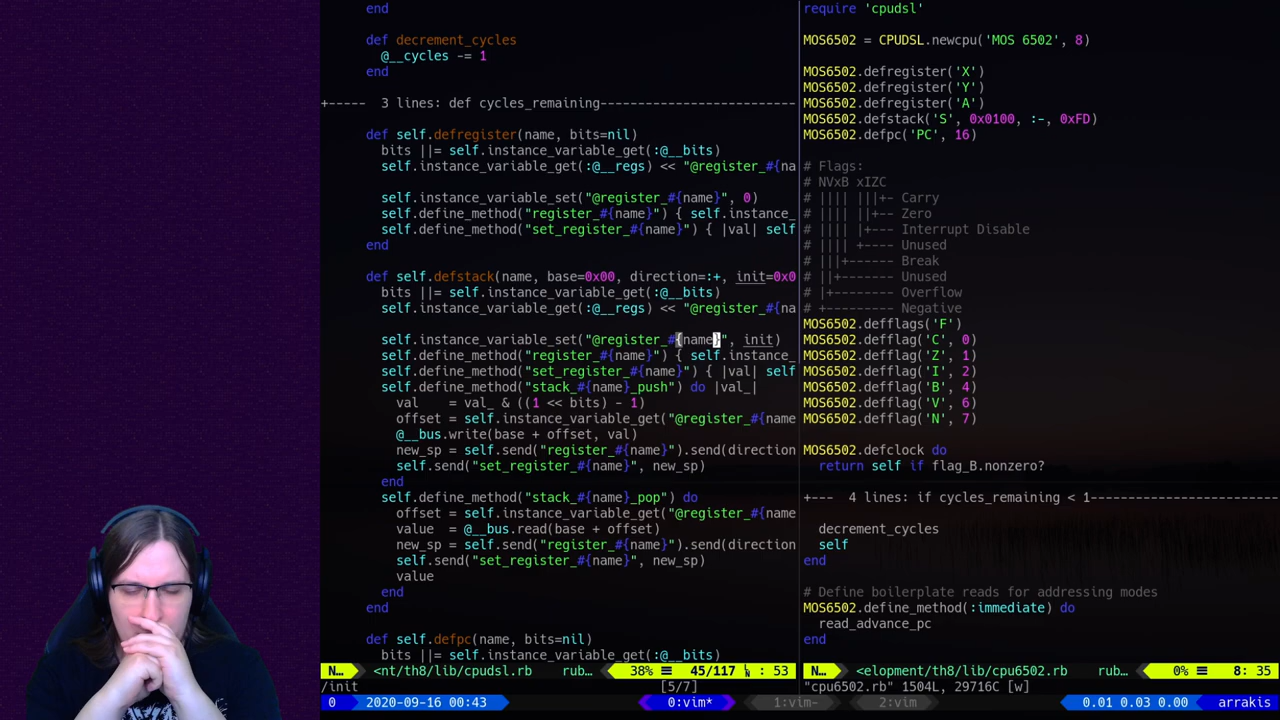 end
def decrement_cycles
@__cycles -= 1
end
+----- 3 lines: def cycles_remaining--------------------------
def self.defregister(name, bits=nil)
bits ||= self.instance_variable_get(:@__bits)
self.instance_variable_get(:@__regs) << "@register_#{na
self.instance_variable_set("@register_#{name}", 0)
self.define_method("register_#{name}") { self.instance_
self.define_method("set_register_#{name}") { |val| self
end
def self.defstack(name, base=0x00, direction=:+, init=0x0
bits ||= self.instance_variable_get(:@__bits)
self.instance_variable_get(:@__regs) << "@register_#{na
self.instance_variable_set("@register_#{name}", init)
self.define_method("register_#{name}") { self.instance_
self.define_method("set_register_#{name}") { |val| self
self.define_method("stack_#{name}_push") do |val_|
val    = val_ & ((1 << bits) - 1)
offset = self.instance_variable_get("@register_#{name
@__bus.write(base + offset, val)
new_sp = self.send("register_#{name}").send(direction
self.send("set_register_#{name}", new_sp)
end
self.define_method("stack_#{name}_pop") do
offset = self.instance_variable_get("@register_#{name
value  = @__bus.read(base + offset)
new_sp = self.send("register_#{name}").send(direction
self.send("set_register_#{name}", new_sp)
value
end
end
def self.defpc(name, bits=nil)
bits ||= self.instance_variable_get(:@__bits)
N… <nt/th8/lib/cpudsl.rb rub… 38% ≡ 45/117 ㏑ : 53
/init [5/7]
require 'cpudsl'
MOS6502 = CPUDSL.newcpu('MOS 6502', 8)
MOS6502.defregister('X')
MOS6502.defregister('Y')
MOS6502.defregister('A')
MOS6502.defstack('S', 0x0100, :-, 0xFD)
MOS6502.defpc('PC', 16)
# Flags:
# NVxB xIZC
# |||| |||+- Carry
# |||| ||+-- Zero
# |||| |+--- Interrupt Disable
# |||| +---- Unused
# |||+------ Break
# ||+------- Unused
# |+-------- Overflow
# +--------- Negative
MOS6502.defflags('F')
MOS6502.defflag('C', 0)
MOS6502.defflag('Z', 1)
MOS6502.defflag('I', 2)
MOS6502.defflag('B', 4)
MOS6502.defflag('V', 6)
MOS6502.defflag('N', 7)
MOS6502.defclock do
return self if flag_B.nonzero?
+--- 4 lines: if cycles_remaining < 1-------------------------
decrement_cycles
self
end
# Define boilerplate reads for addressing modes
MOS6502.define_method(:immediate) do
read_advance_pc
end
N… <elopment/th8/lib/cpu6502.rb rub… 0% ≡ 8: 35
"cpu6502.rb" 1504L, 29716C [w]
0 2020-09-16 00:43 0:vim* 1:vim- 2:vim 0.01 0.03 0.00 arrakis